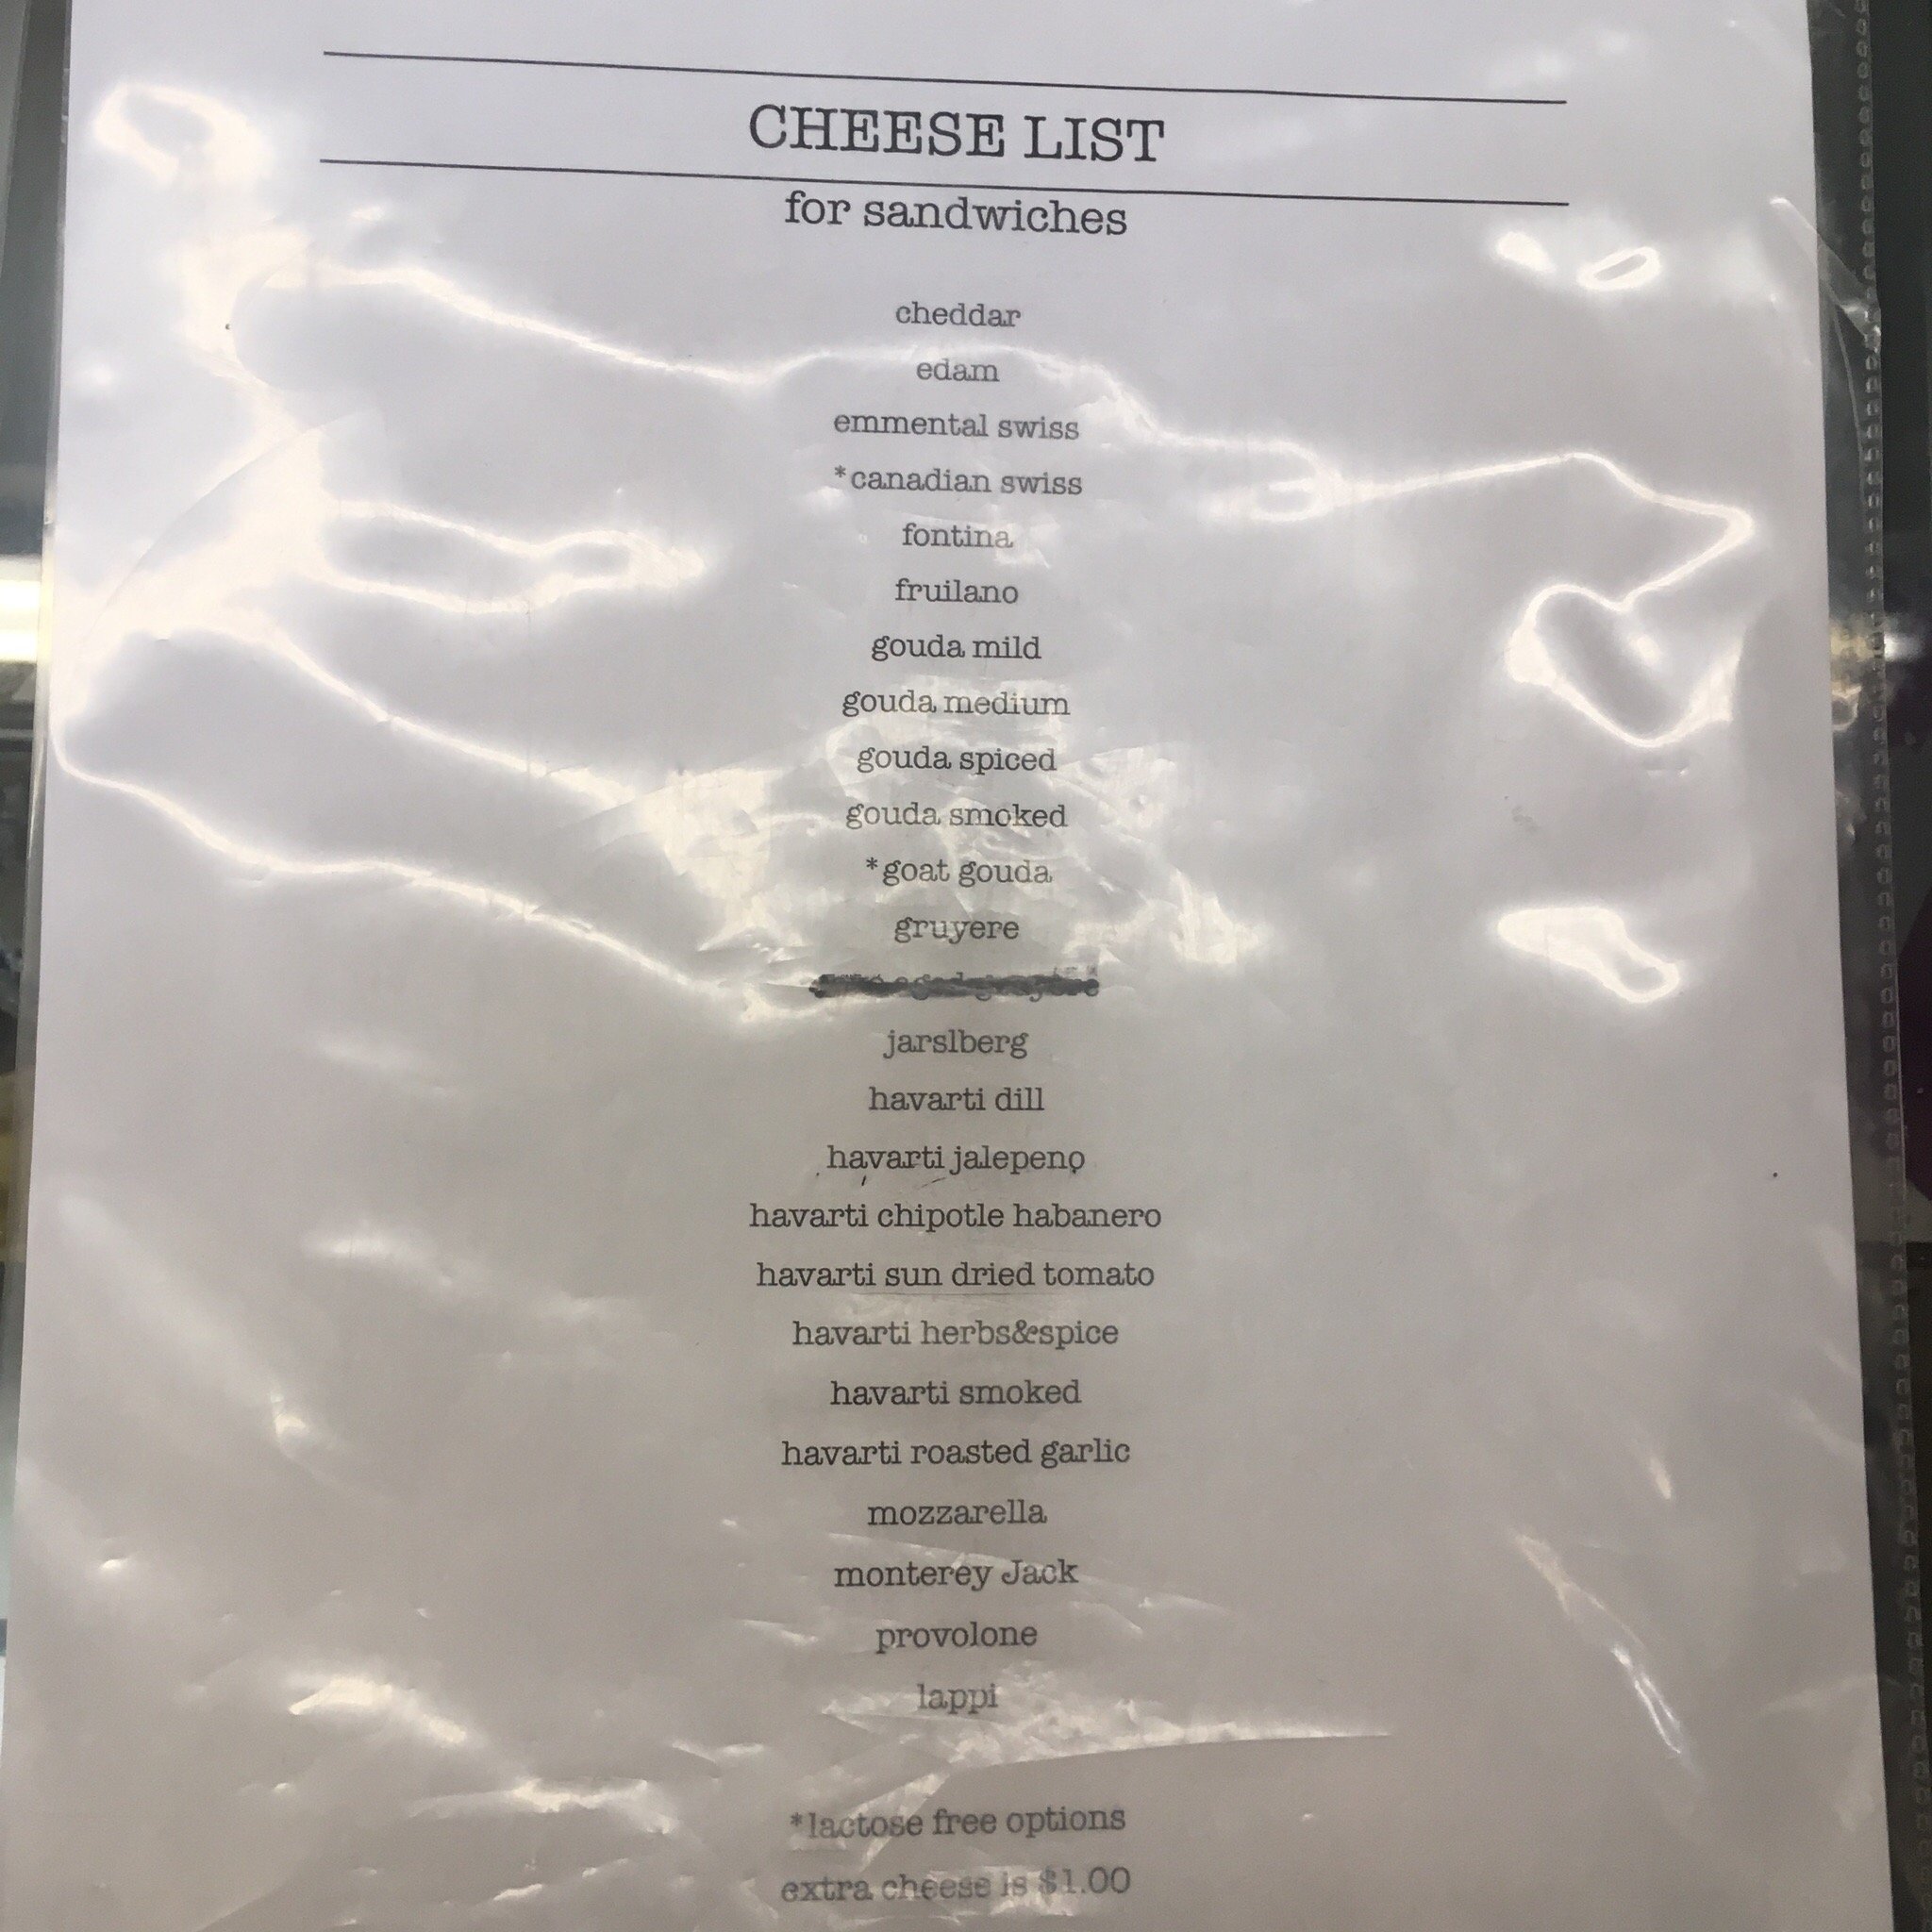 CHEESE LIST
for sandwiches
cheddar
edam
emmental swiss
*canadian swiss
fontina
fruilano
gouda mild
gouda medium
gouda spiced
gouda smoked
*goat gouda
gruyere
jarslberg
havarti dill
havarti jalepeno
havarti chipotle habanero
havarti sun dried tomato
havarti herbs&spice
havarti smoked
havarti roasted garlic
mozzarella
monterey Jack
provolone
lappi
*lactose free options
extra cheese is $1.00